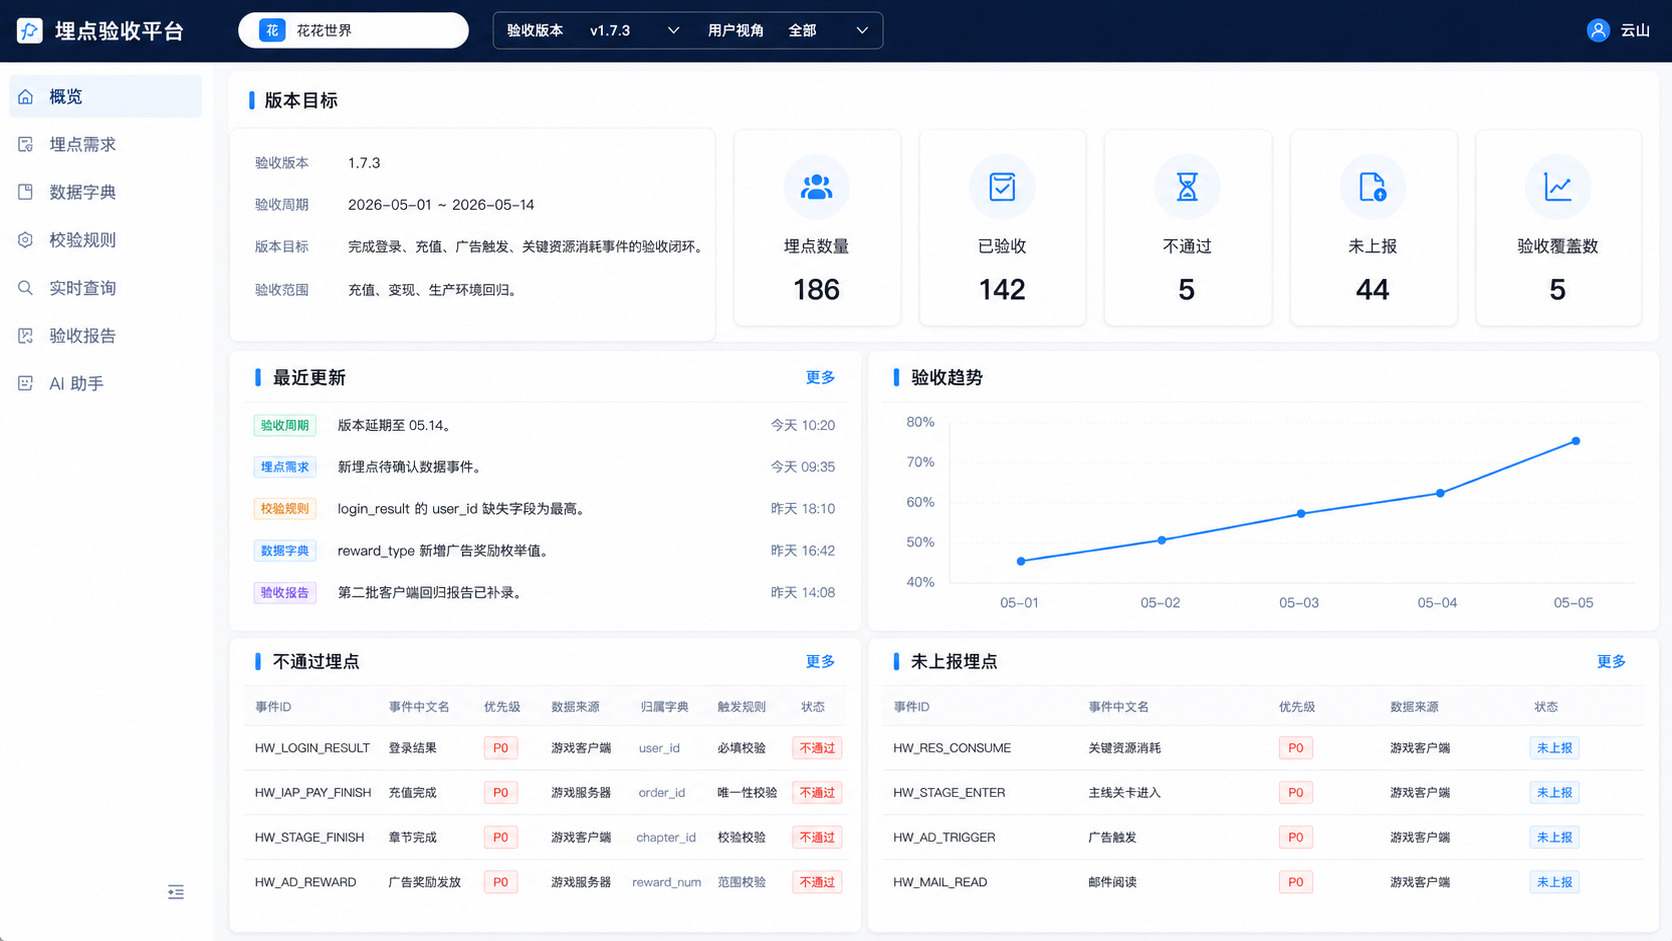 埋点验收平台
花 花花世界
验收版本 v1.7.3 用户视角 全部
云山
概览
埋点需求
数据字典
校验规则
实时查询
验收报告
AI 助手
版本目标
验收版本 1.7.3
验收周期 2026-05-01 ~ 2026-05-14
版本目标 完成登录、充值、广告触发、关键资源消耗事件的验收闭环。
验收范围 充值、变现、生产环境回归。
埋点数量
186
已验收
142
不通过
5
未上报
44
验收覆盖数
5
最近更新 更多
验收周期 版本延期至 05.14。 今天 10:20
埋点需求 新埋点待确认数据事件。 今天 09:35
校验规则 login_result 的 user_id 缺失字段为最高。 昨天 18:10
数据字典 reward_type 新增广告奖励枚举值。 昨天 16:42
验收报告 第二批客户端回归报告已补录。 昨天 14:08
验收趋势
80%
70%
60%
50%
40%
05-01 05-02 05-03 05-04 05-05
不通过埋点 更多
事件ID 事件中文名 优先级 数据来源 归属字典 触发规则 状态
HW_LOGIN_RESULT 登录结果 P0 游戏客户端 user_id 必填校验 不通过
HW_IAP_PAY_FINISH 充值完成 P0 游戏服务器 order_id 唯一性校验 不通过
HW_STAGE_FINISH 章节完成 P0 游戏客户端 chapter_id 校验校验 不通过
HW_AD_REWARD 广告奖励发放 P0 游戏服务器 reward_num 范围校验 不通过
未上报埋点 更多
事件ID 事件中文名 优先级 数据来源 状态
HW_RES_CONSUME 关键资源消耗 P0 游戏客户端 未上报
HW_STAGE_ENTER 主线关卡进入 P0 游戏客户端 未上报
HW_AD_TRIGGER 广告触发 P0 游戏客户端 未上报
HW_MAIL_READ 邮件阅读 P0 游戏客户端 未上报